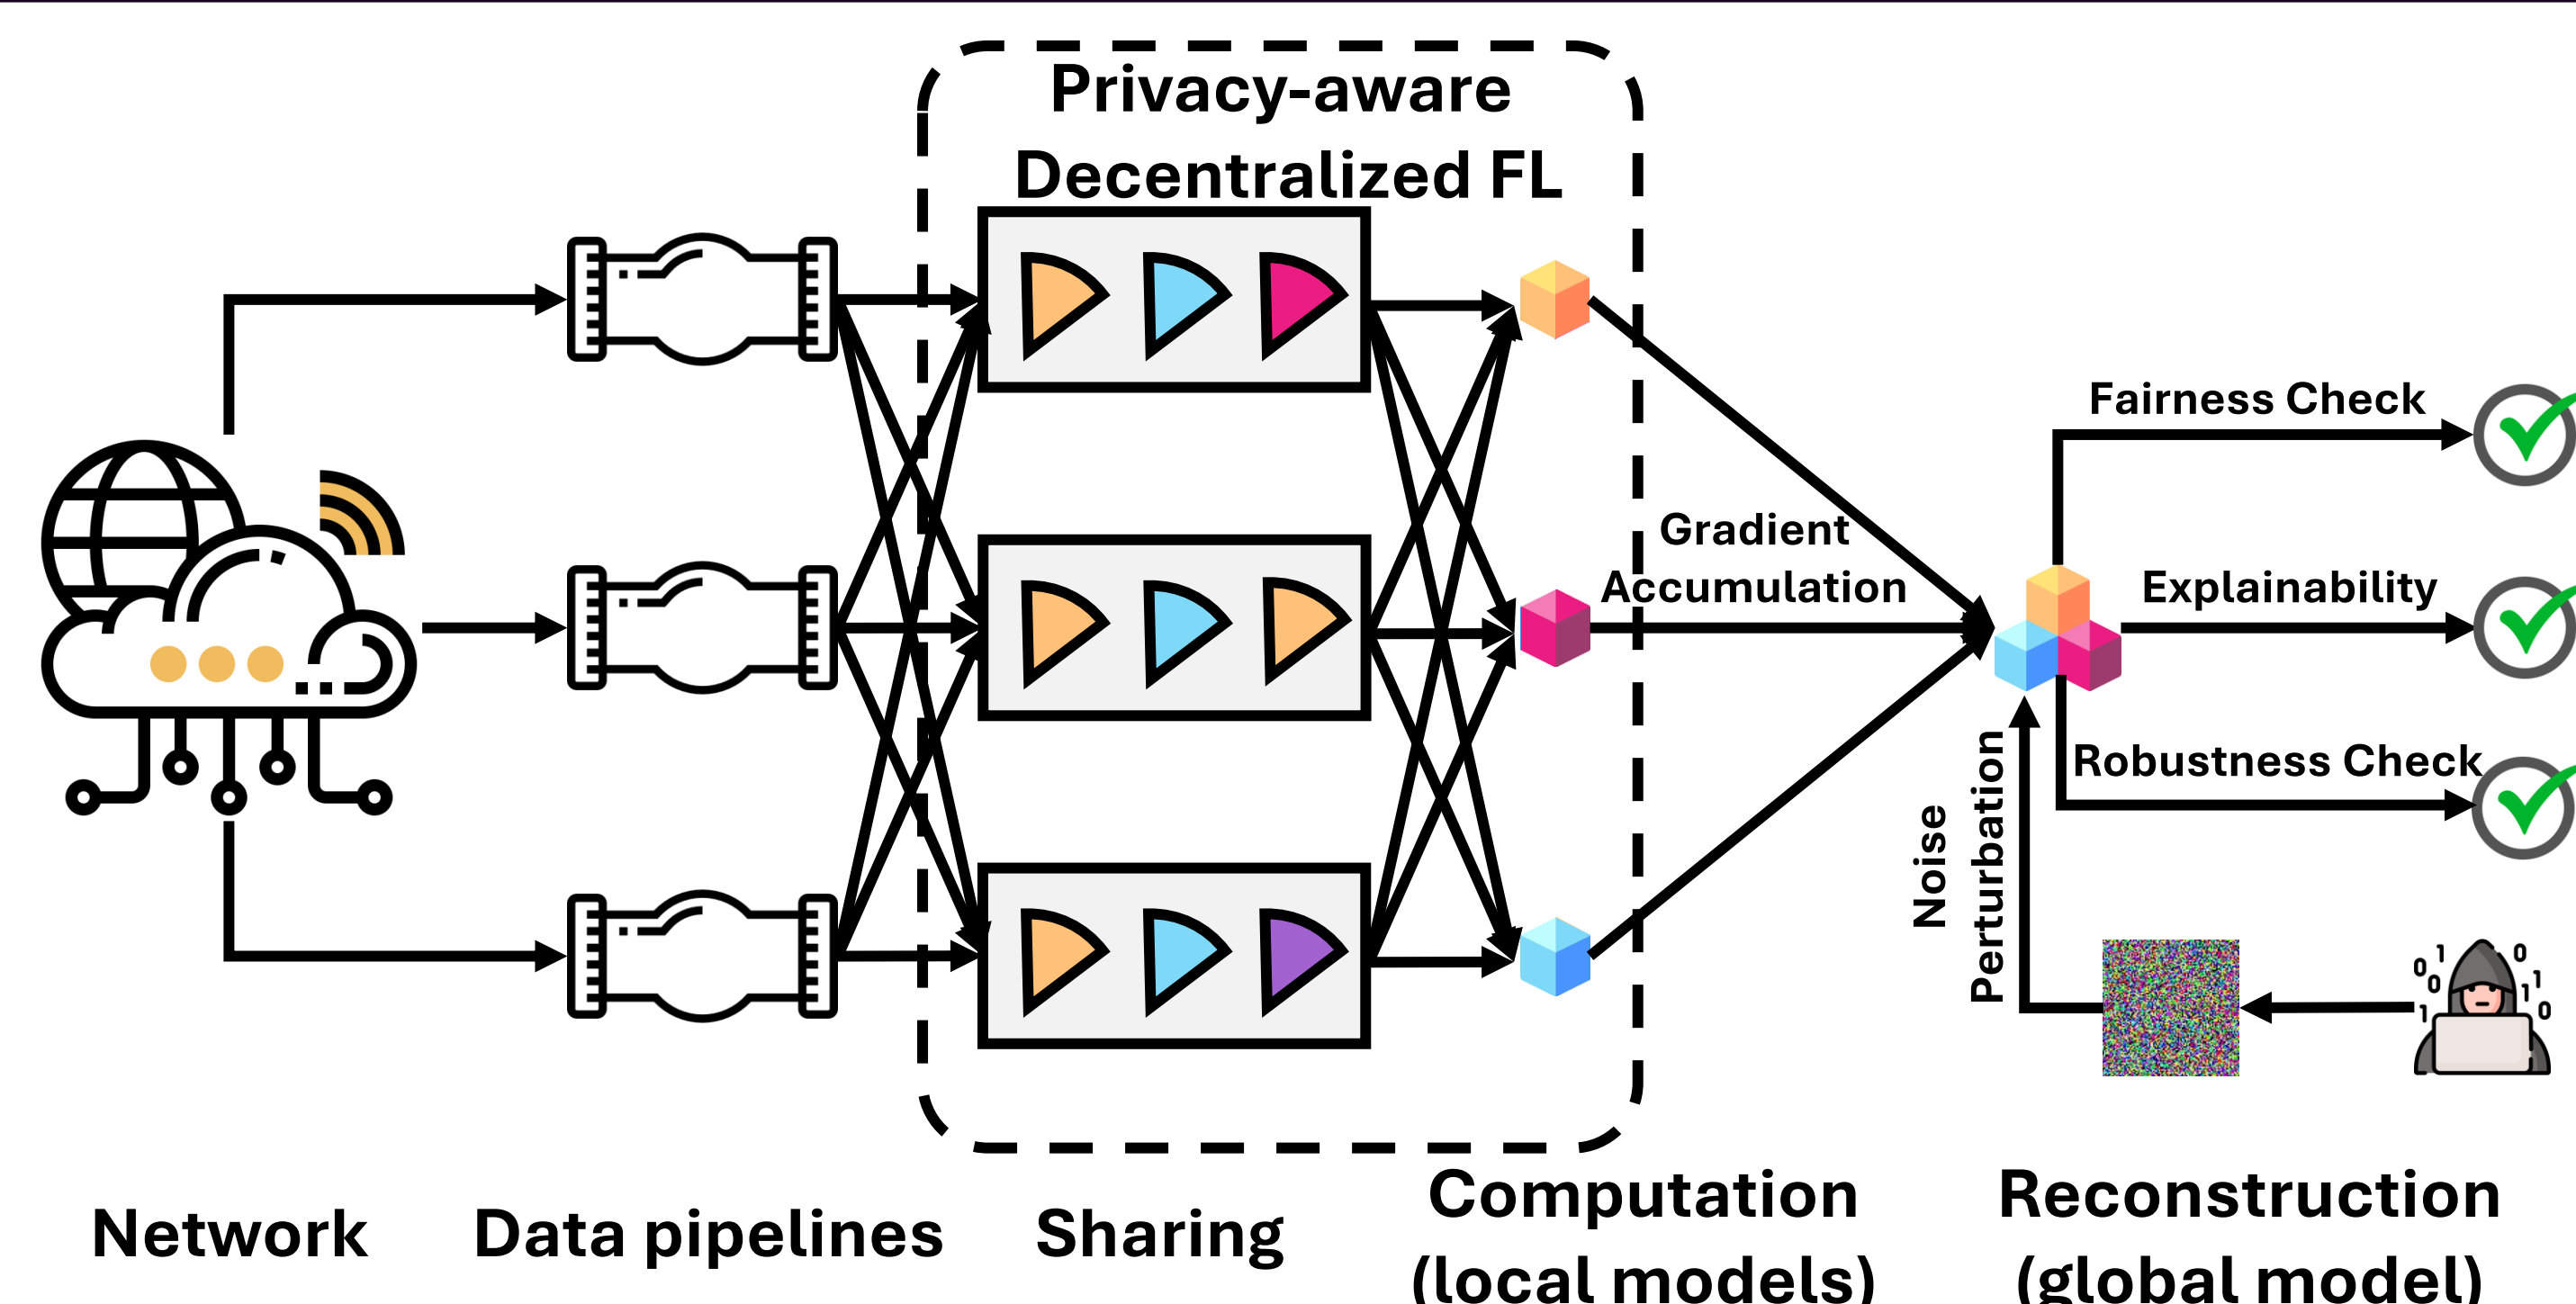 Privacy-aware
Decentralized FL
Fairness Check
Gradient
Accumulation
Explainability
Robustness Check
Noise
Perturbation
Network
Data pipelines
Sharing
Computation
(local models)
Reconstruction
(global model)